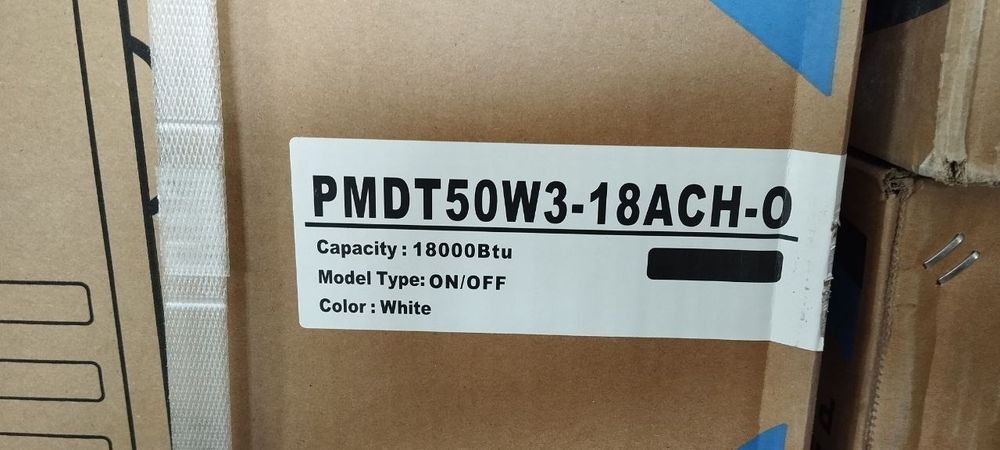 PMDT50W3-18ACH-O
Capacity : 18000Btu
Model Type: ON/OFF
Color : White